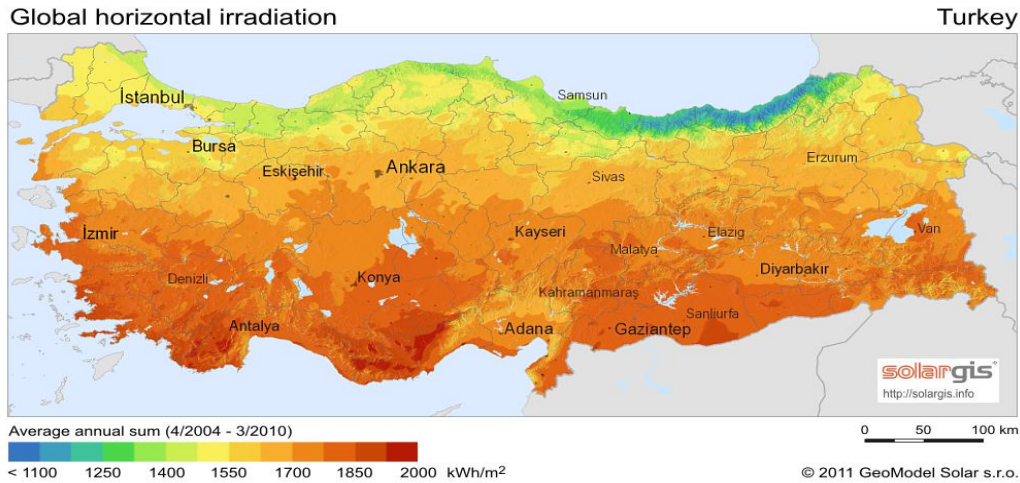 Global horizontal irradiation
Turkey
İstanbul
Samsun
Bursa
Eskişehir
Ankara
Erzurum
Sivas
İzmir
Kayseri
Elazig
Van
Malatya
Denizli
Konya
Diyarbakır
Kahramanmaraş
Sanliurfa
Antalya
Adana
Gaziantep
solargis
http://solargis.info
Average annual sum (4/2004 - 3/2010)
0 50 100 km
< 1100 1250 1400 1550 1700 1850 2000 kWh/m²
© 2011 GeoModel Solar s.r.o.